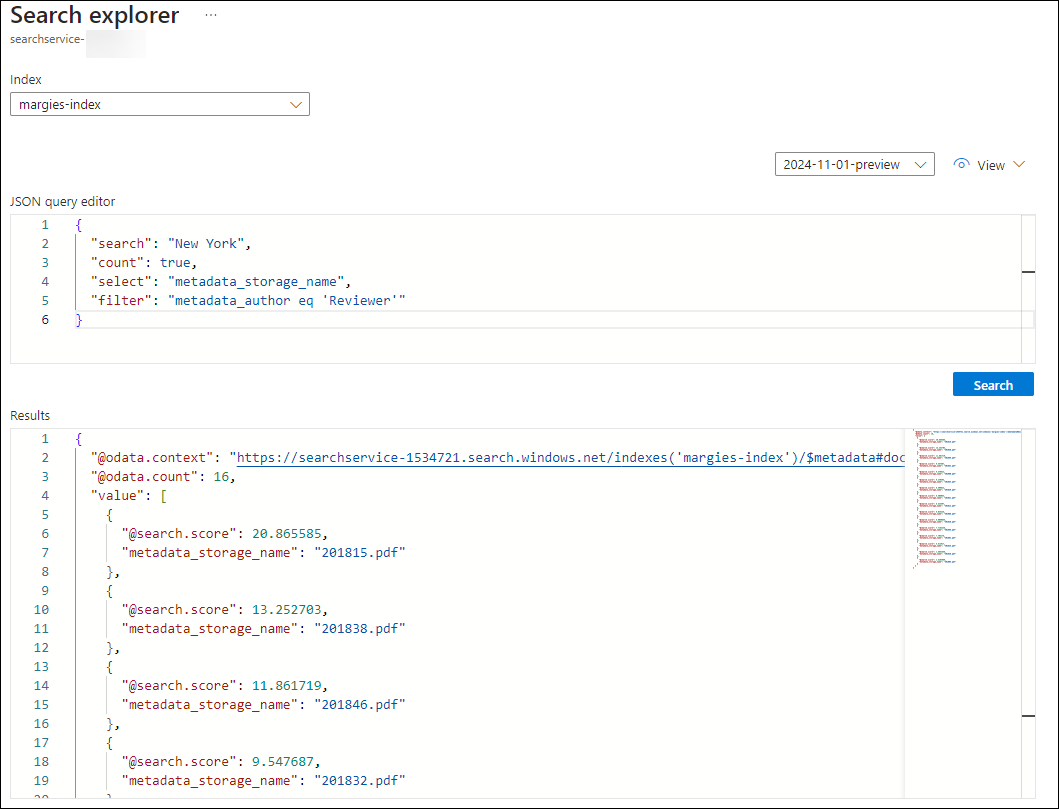 Search explorer ...
searchservice-
Index
margies-index
2024-11-01-preview View
JSON query editor
1 {
2 "search": "New York",
3 "count": true,
4 "select": "metadata_storage_name",
5 "filter": "metadata_author eq 'Reviewer'"
6 }
Search
Results
1 {
2 "@odata.context": "https://searchservice-1534721.search.windows.net/indexes('margies-index')/$metadata#doc
3 "@odata.count": 16,
4 "value": [
5 {
6 "@search.score": 20.865585,
7 "metadata_storage_name": "201815.pdf"
8 },
9 {
10 "@search.score": 13.252703,
11 "metadata_storage_name": "201838.pdf"
12 },
13 {
14 "@search.score": 11.861719,
15 "metadata_storage_name": "201846.pdf"
16 },
17 {
18 "@search.score": 9.547687,
19 "metadata_storage_name": "201832.pdf"